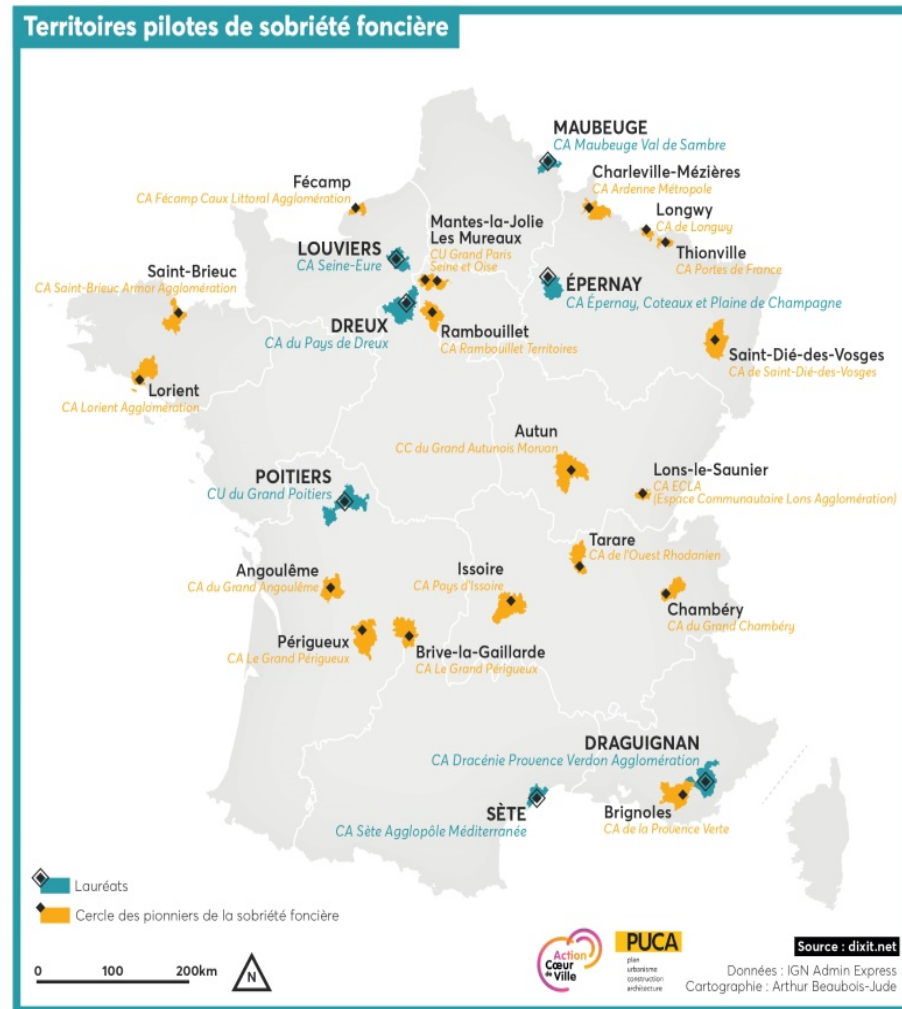 Territoires pilotes de sobriété foncière
MAUBEUGE
CA Maubeuge Val de Sambre
Charleville-Mézières
CA Ardenne Métropole
Fécamp
CA Fécamp Caux Littoral Agglomération
Longwy
CA de Longwy
Mantes-la-Jolie
Les Mureaux
CU Grand Paris
Seine et Oise
Thionville
CA Portes de France
LOUVIERS
CA Seine-Eure
Saint-Brieuc
CA Saint-Brieuc Armor Agglomération
ÉPERNAY
CA Épernay, Coteaux et Plaine de Champagne
DREUX
CA du Pays de Dreux
Rambouillet
CA Rambouillet Territoires
Saint-Dié-des-Vosges
CA de Saint-Dié-des-Vosges
Lorient
CA Lorient Agglomération
Autun
CC du Grand Autunois Morvan
Lons-le-Saunier
CA ECLA
(Espace Communautaire Lons Agglomération)
POITIERS
CU du Grand Poitiers
Tarare
CA de l'Ouest Rhodanien
Angoulême
CA du Grand Angoulême
Issoire
CA Pays d'Issoire
Chambéry
CA du Grand Chambéry
Périgueux
CA Le Grand Périgueux
Brive-la-Gaillarde
CA Le Grand Périgueux
DRAGUIGNAN
CA Dracénie Provence Verdon Agglomération
SÈTE
CA Sète Agglopôle Méditerranée
Brignoles
CA de la Provence Verte
Lauréats
Cercle des pionniers de la sobriété foncière
0 100 200km
N
Action
Cœur
de Ville
PUCA
plan
urbanisme
construction
architecture
Source : dixit.net
Données : IGN Admin Express
Cartographie : Arthur Beaubois-Jude